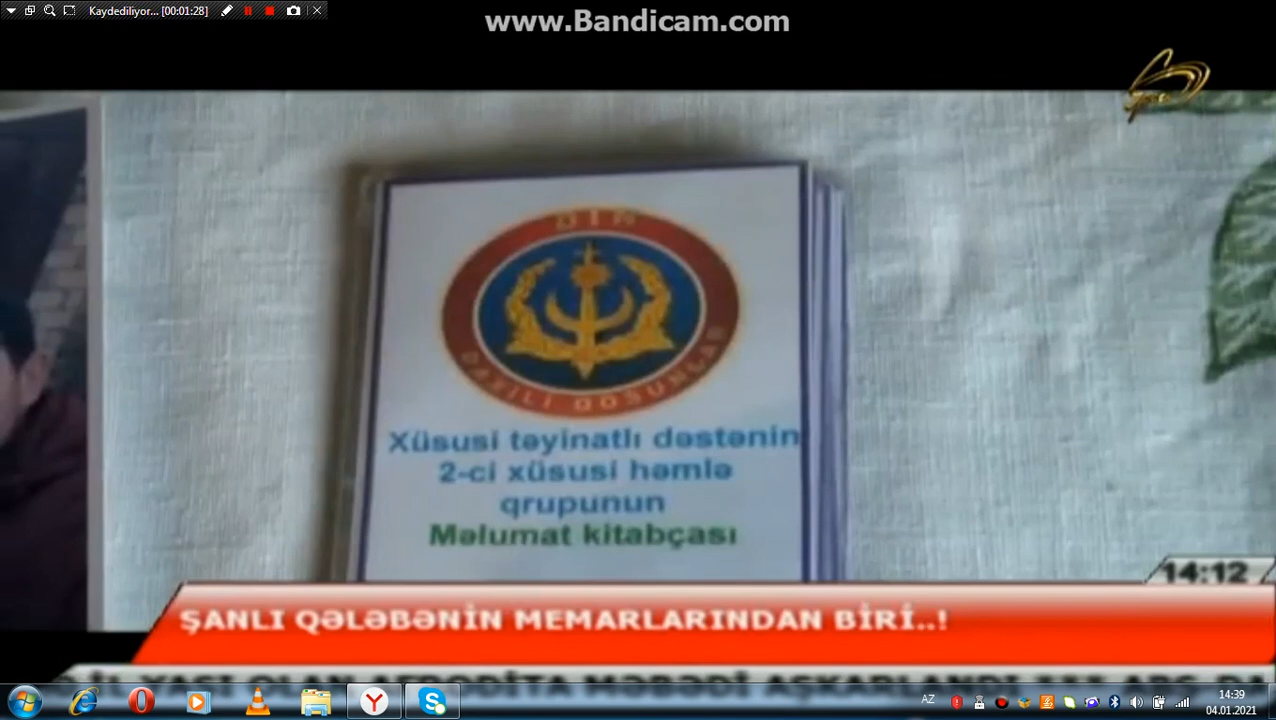 Kaydediliyor... [00:01:28]
www.Bandicam.com
DİN
DAXİLİ QOŞUNLAR
Xüsusi təyinatlı dəstənin
2-ci xüsusi həmlə
qrupunun
Məlumat kitabçası
14:12
ŞANLI QƏLƏBƏNİN MEMARLARINDAN BİRİ..!
AZ
14:39
04.01.2021